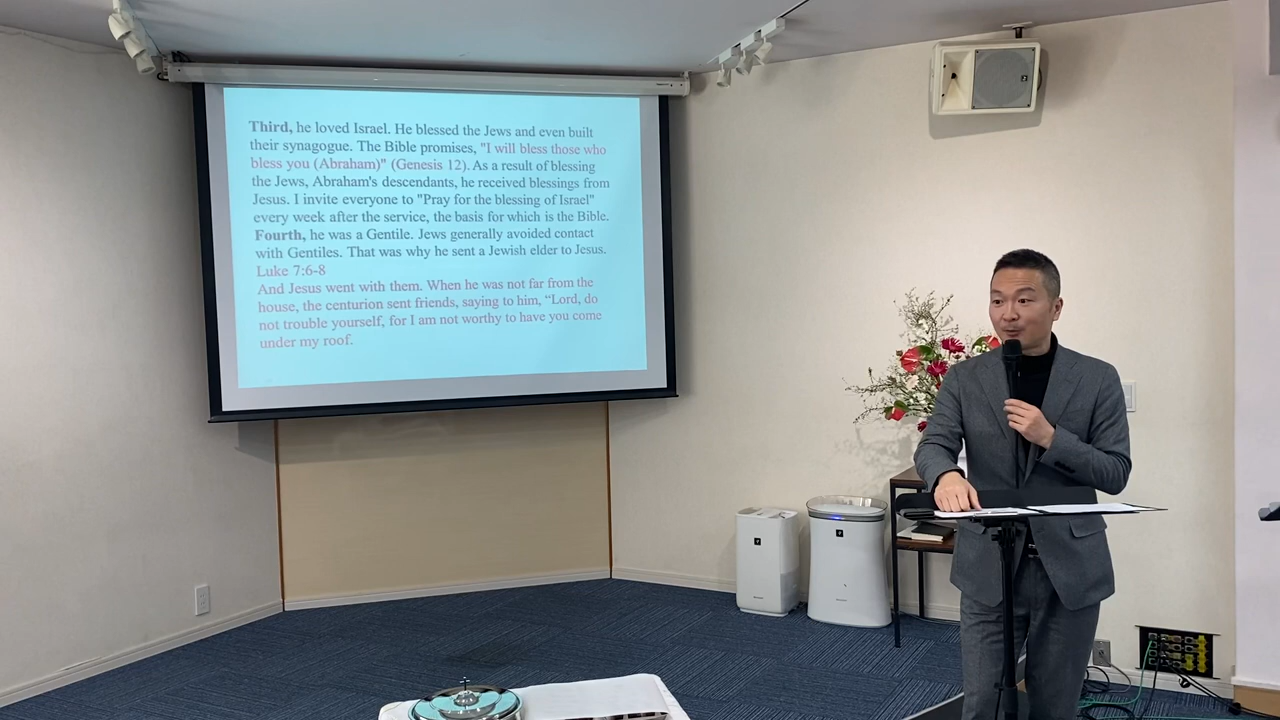 Third, he loved Israel. He blessed the Jews and even built
their synagogue. The Bible promises, "I will bless those who
bless you (Abraham)" (Genesis 12). As a result of blessing
the Jews, Abraham's descendants, he received blessings from
Jesus. I invite everyone to "Pray for the blessing of Israel"
every week after the service, the basis for which is the Bible.
Fourth, he was a Gentile. Jews generally avoided contact
with Gentiles. That was why he sent a Jewish elder to Jesus.
Luke 7:6-8
And Jesus went with them. When he was not far from the
house, the centurion sent friends, saying to him, “Lord, do
not trouble yourself, for I am not worthy to have you come
under my roof.